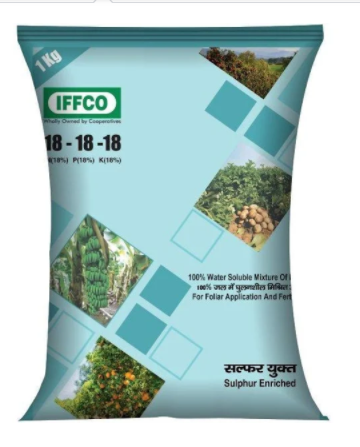 1 Kg
IFFCO
Wholly Owned by Cooperatives
18 - 18 -18
N(18%) P(18%) K(18%)
100% Water Soluble Mixture Of
100% जल में घुलनशील मिश्रित
For Foliar Application And Fert
सल्फर युक्त
Sulphur Enriched